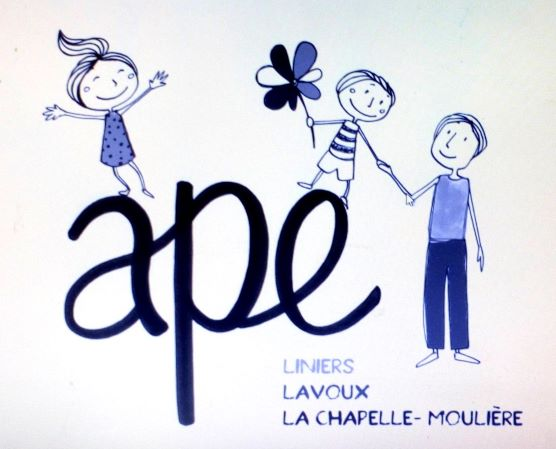 ape
LINIERS
LAVOUX
LA CHAPELLE- MOULIÈRE